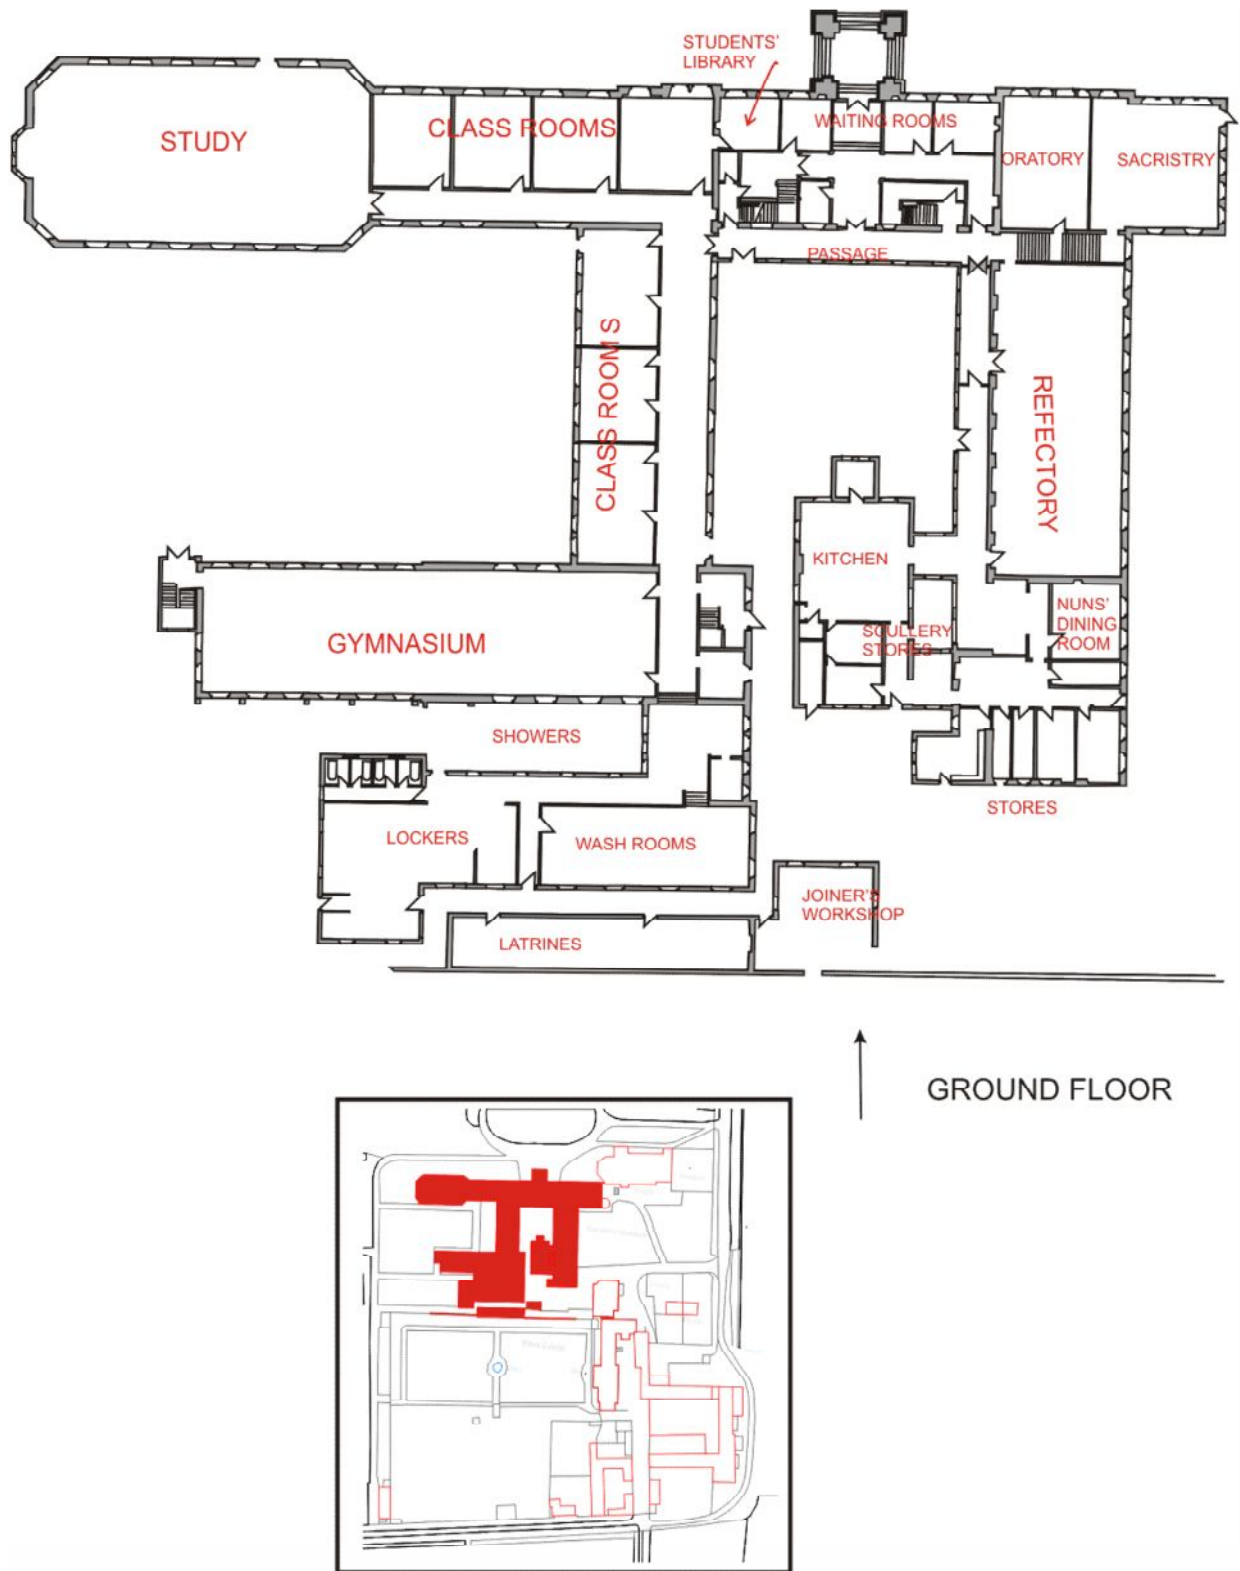 STUDENTS'
LIBRARY
STUDY
CLASS ROOMS
WAITING ROOMS
ORATORY
SACRISTRY
PASSAGE
CLASS ROOM S
REFECTORY
KITCHEN
GYMNASIUM
SCULLERY
STORES
NUNS'
DINING
ROOM
SHOWERS
STORES
LOCKERS
WASH ROOMS
JOINER'S
WORKSHOP
LATRINES
GROUND FLOOR